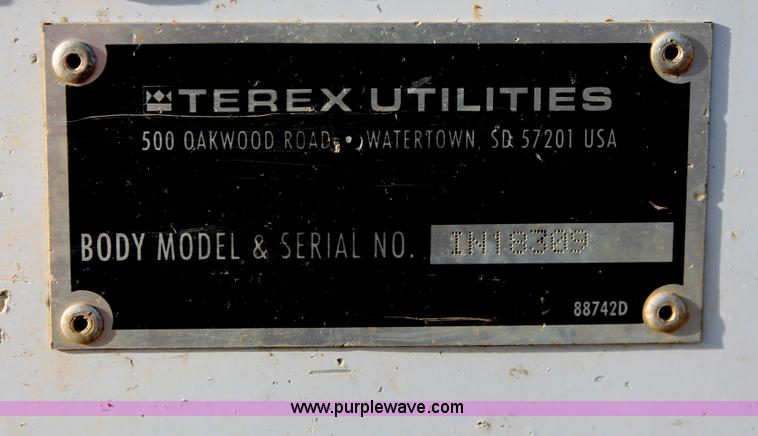 TEREX UTILITIES
500 OAKWOOD ROAD • WATERTOWN, SD 57201 USA
BODY MODEL & SERIAL NO. IN18309
88742D
www.purplewave.com